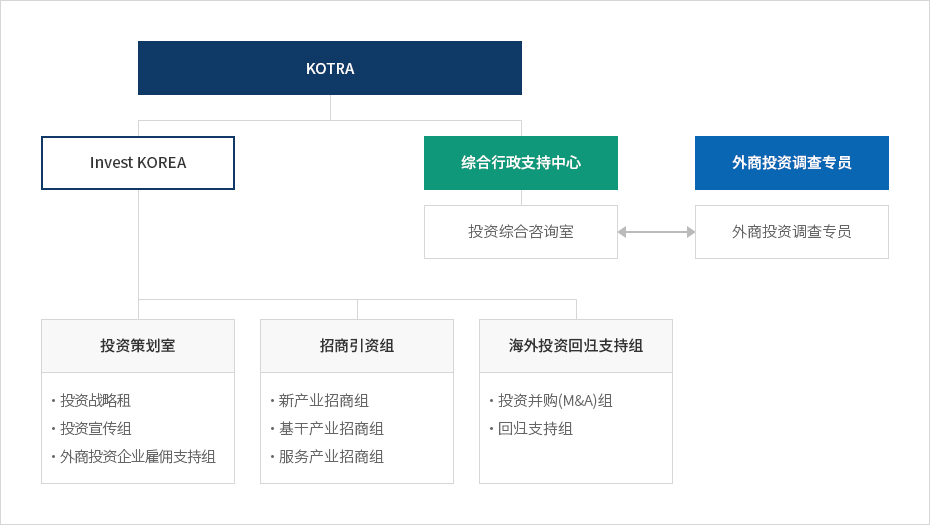 KOTRA
Invest KOREA
综合行政支持中心
外商投资调查专员
投资综合咨询室
外商投资调查专员
投资策划室
招商引资组
海外投资回归支持组
· 投资战略租
· 投资宣传组
· 外商投资企业雇佣支持组
· 新产业招商组
· 基干产业招商组
· 服务产业招商组
· 投资并购(M&A)组
· 回归支持组